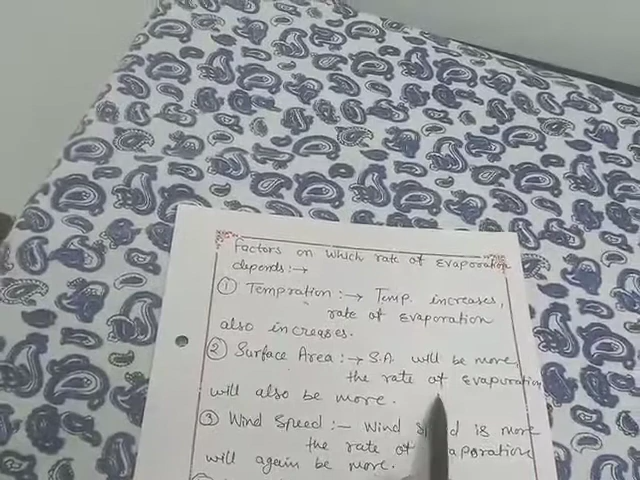 Factors on which rate of Evaporation
depends:→
① Tempration :→ Temp. increases,
rate of Evaporation
also increases.
② Surface Area :→ S.A will be more,
the rate of Evaporation
will also be more.
③ Wind Speed :— Wind is more
the rate of
will again be more.